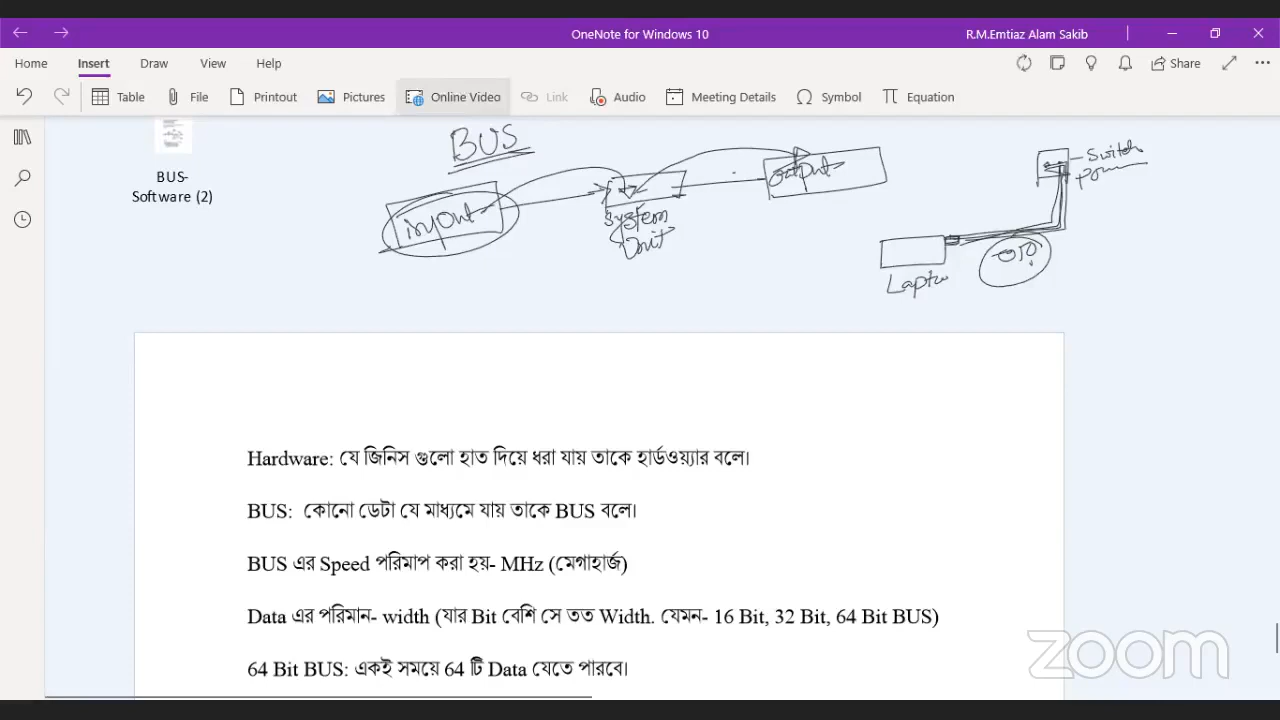 OneNote for Windows 10
R.M.Emtiaz Alam Sakib
Home Insert Draw View Help
Share
Table File Printout Pictures Online Video Link Audio Meeting Details Symbol Equation
BUS-
Software (2)
BUS
input
System
Unit
output
Switch
Power
তার
Hardware: যে জিনিস গুলো হাত দিয়ে ধরা যায় তাকে হার্ডওয়্যার বলে।
BUS: কোনো ডেটা যে মাধ্যমে যায় তাকে BUS বলে।
BUS এর Speed পরিমাপ করা হয়- MHz (মেগাহার্জ)
Data এর পরিমান- width (যার Bit বেশি সে তত Width. যেমন- 16 Bit, 32 Bit, 64 Bit BUS)
64 Bit BUS: একই সময়ে 64 টি Data যেতে পারবে।
zoom